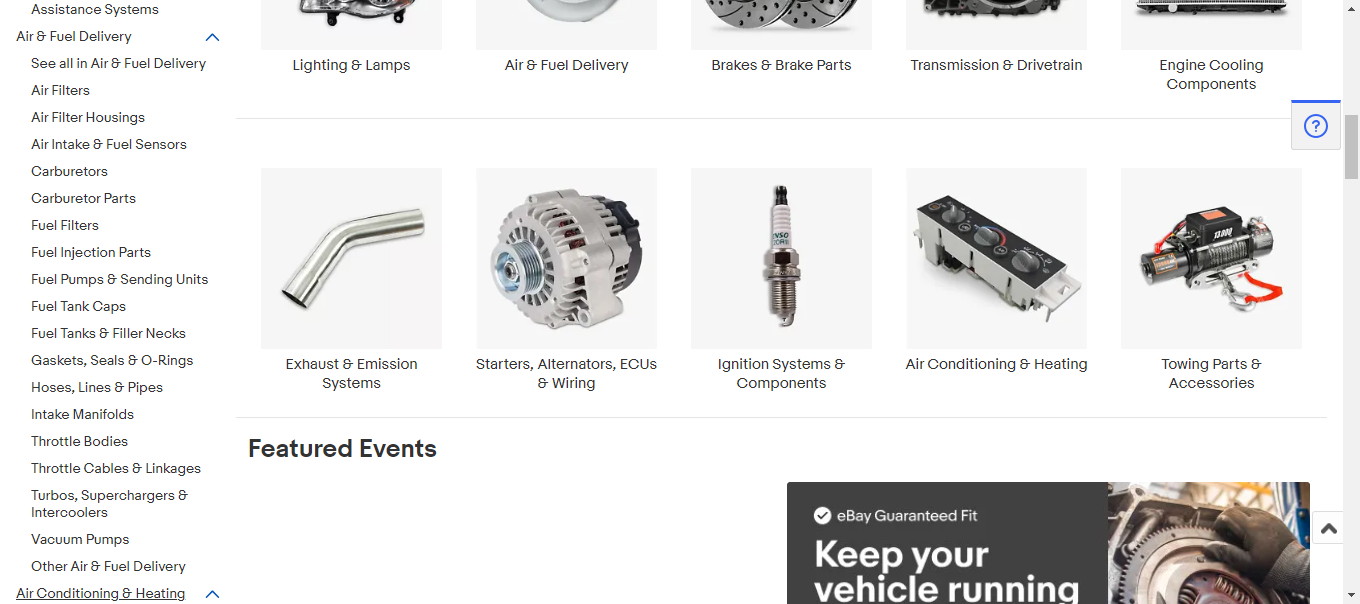 Assistance Systems
Air & Fuel Delivery
See all in Air & Fuel Delivery
Air Filters
Air Filter Housings
Air Intake & Fuel Sensors
Carburetors
Carburetor Parts
Fuel Filters
Fuel Injection Parts
Fuel Pumps & Sending Units
Fuel Tank Caps
Fuel Tanks & Filler Necks
Gaskets, Seals & O-Rings
Hoses, Lines & Pipes
Intake Manifolds
Throttle Bodies
Throttle Cables & Linkages
Turbos, Superchargers &
Intercoolers
Vacuum Pumps
Other Air & Fuel Delivery
Air Conditioning & Heating
Lighting & Lamps
Air & Fuel Delivery
Brakes & Brake Parts
Transmission & Drivetrain
Engine Cooling
Components
?
13,000
Exhaust & Emission
Systems
Starters, Alternators, ECUs
& Wiring
Ignition Systems &
Components
Air Conditioning & Heating
Towing Parts &
Accessories
Featured Events
eBay Guaranteed Fit
Keep your
vehicle running